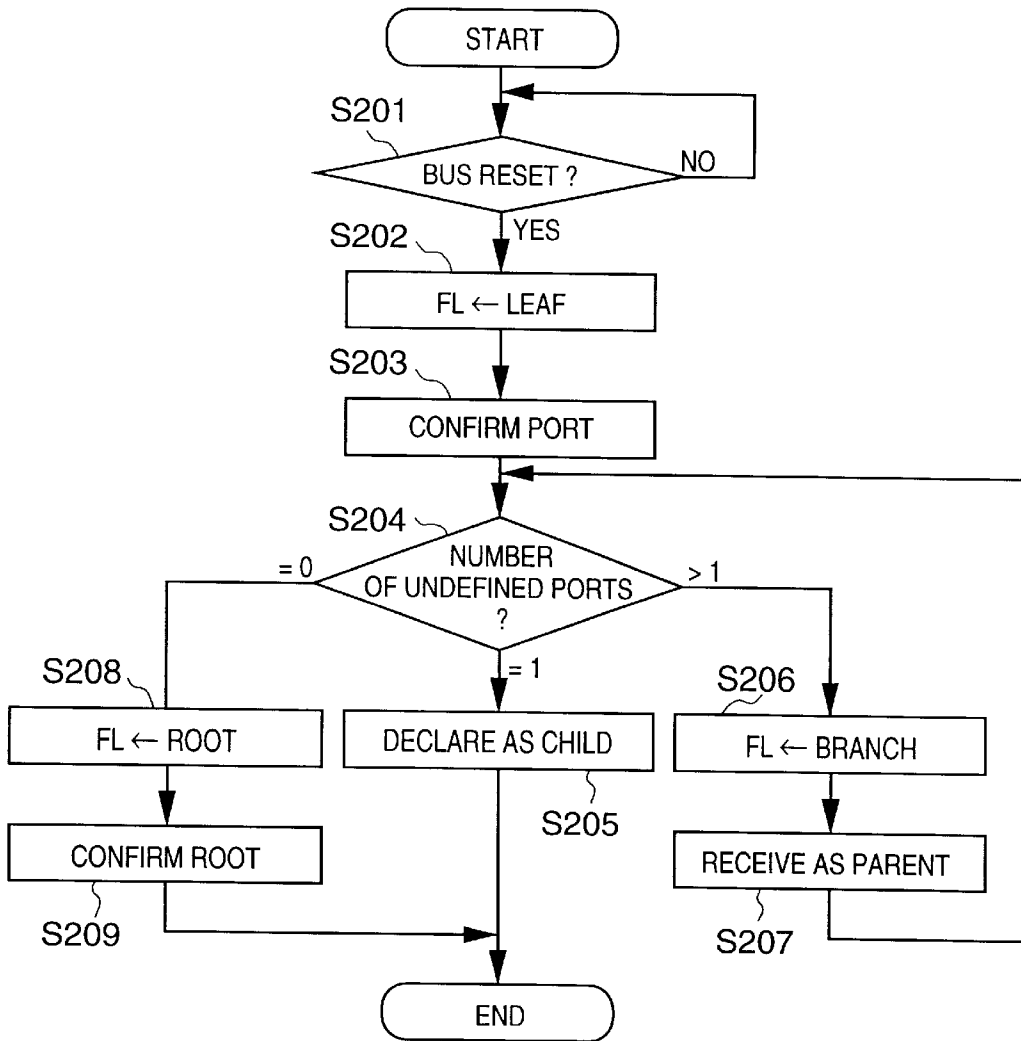 START
S201
BUS RESET ?
NO
YES
S202
FL ← LEAF
S203
CONFIRM PORT
S204
NUMBER
OF UNDEFINED PORTS
?
= 0
= 1
> 1
S208
FL ← ROOT
DECLARE AS CHILD
S205
S206
FL ← BRANCH
CONFIRM ROOT
S209
RECEIVE AS PARENT
S207
END